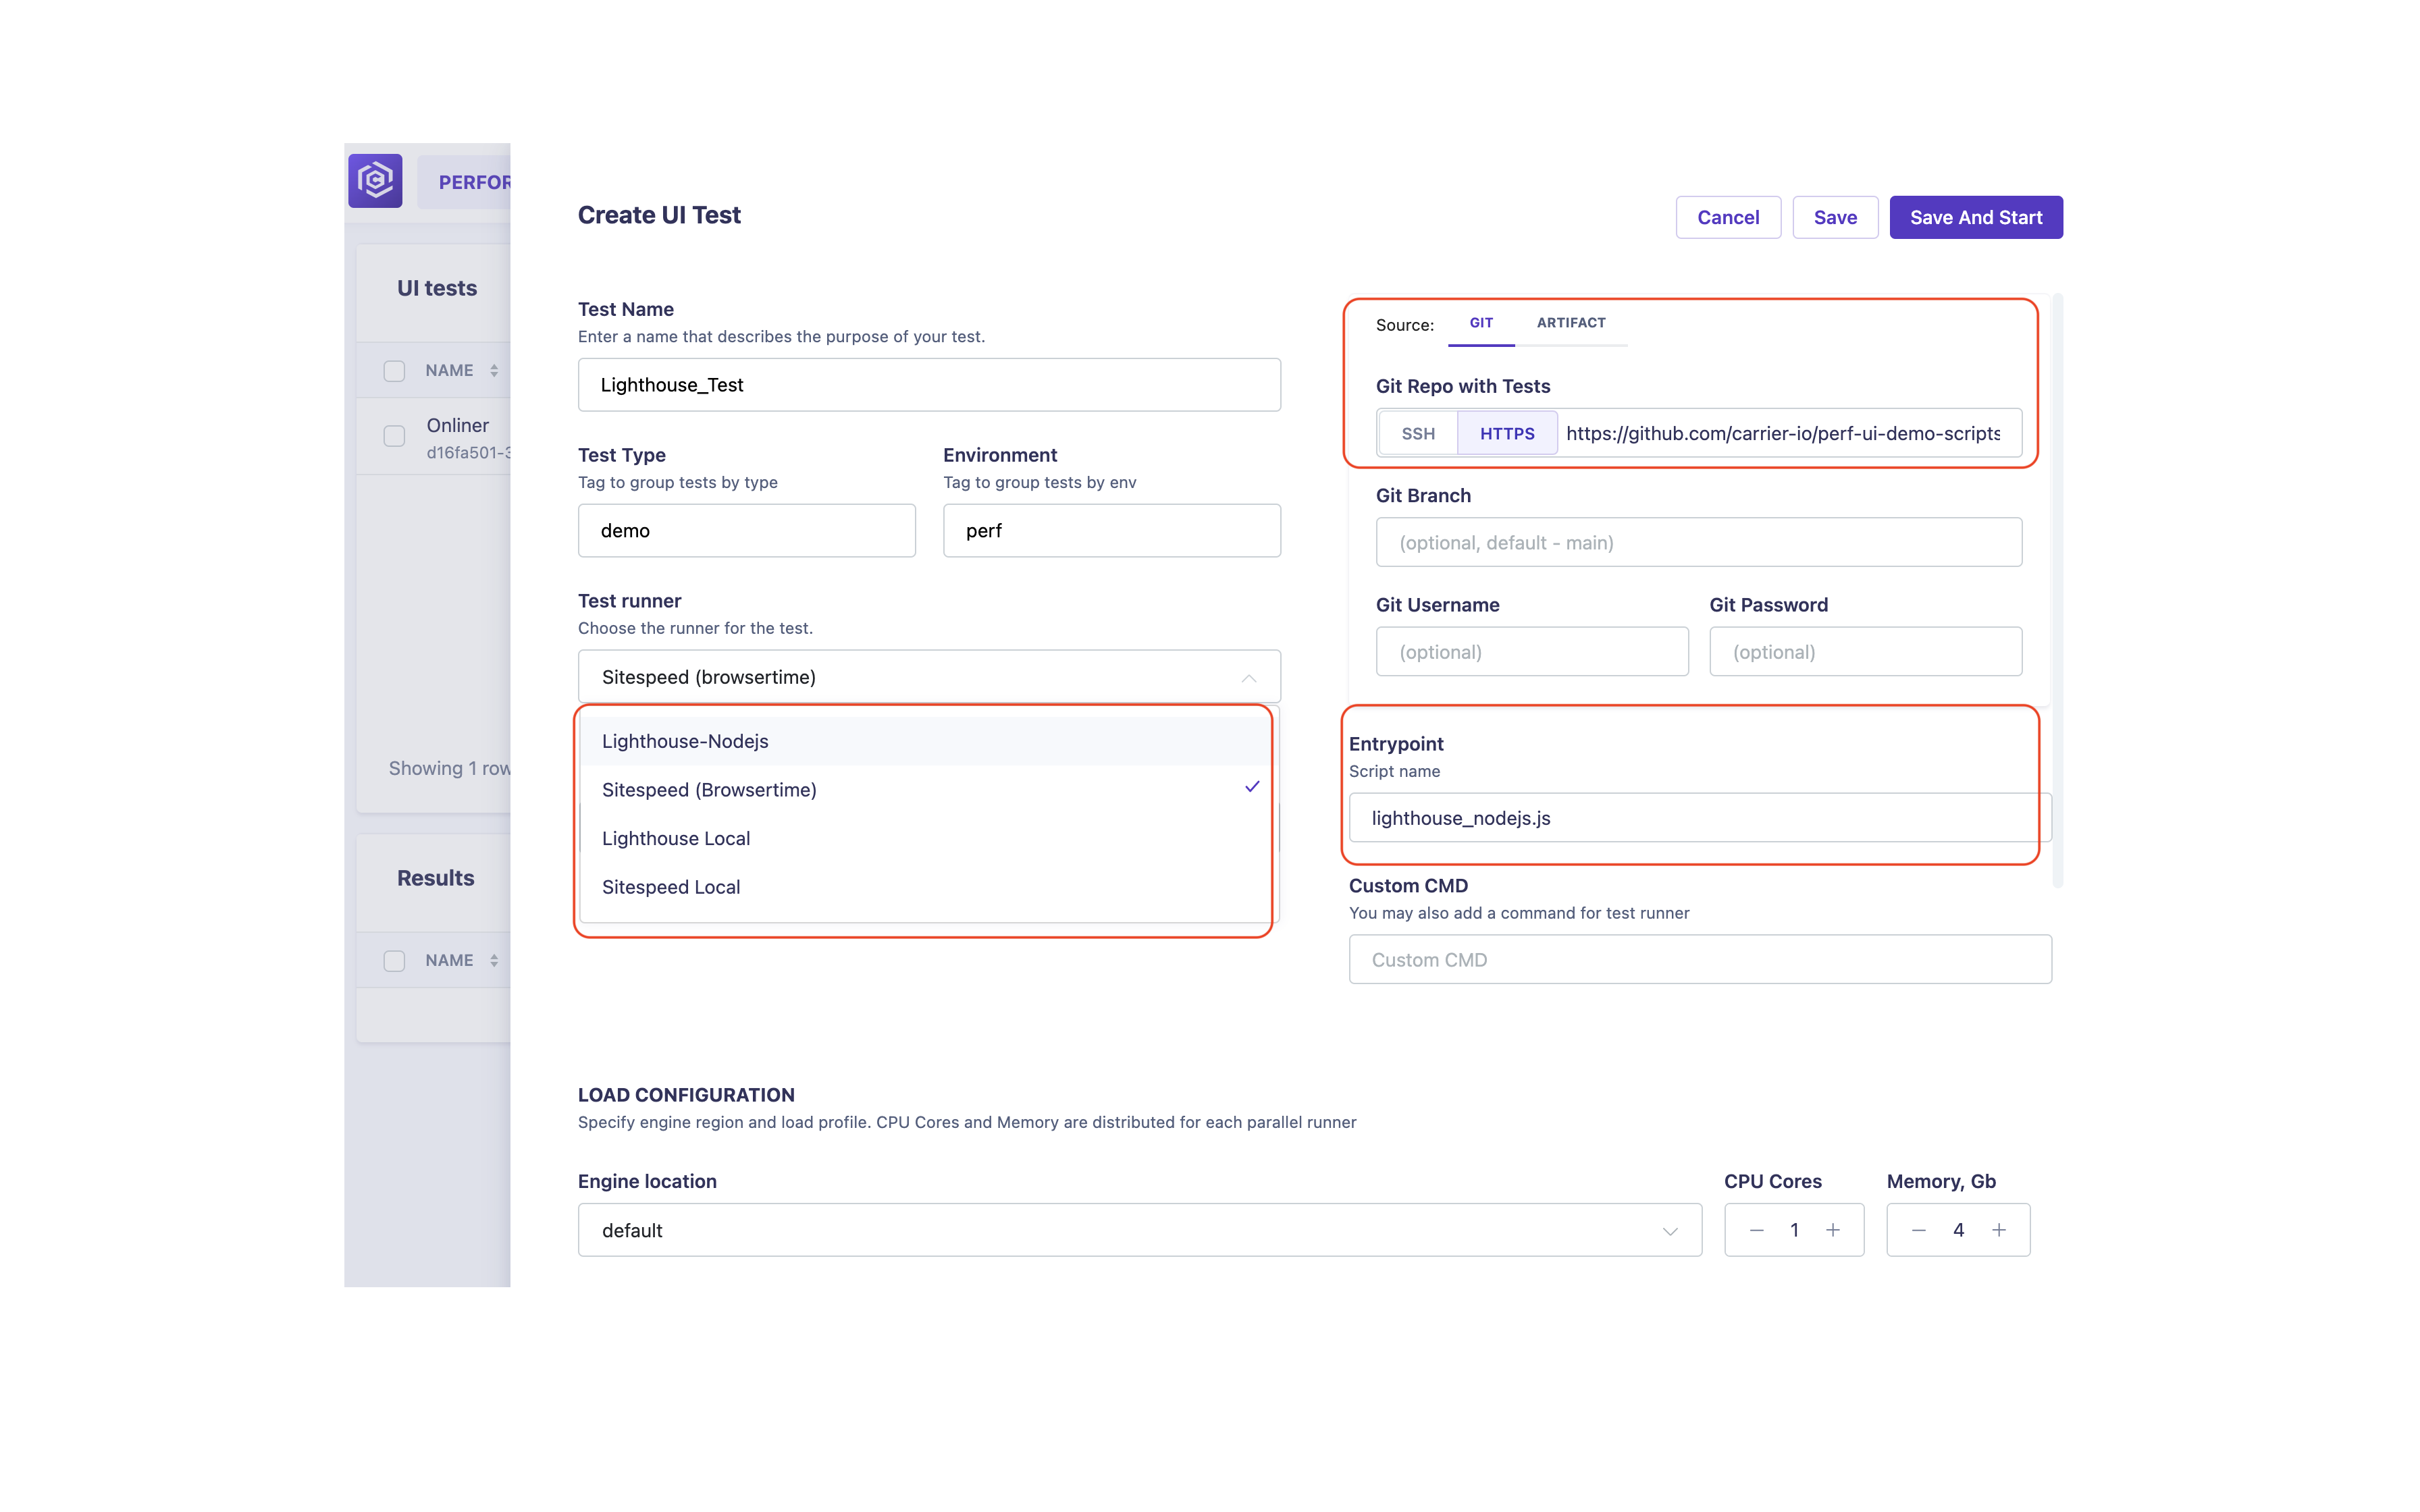 PERFOR
UI tests
NAME
Onliner
d16fa501-3
Showing 1 row
Results
NAME
Create UI Test
Cancel
Save
Save And Start
Test Name
Enter a name that describes the purpose of your test.
Lighthouse_Test
Test Type
Tag to group tests by type
demo
Environment
Tag to group tests by env
perf
Test runner
Choose the runner for the test.
Sitespeed (browsertime)
Lighthouse-Nodejs
Sitespeed (Browsertime)
Lighthouse Local
Sitespeed Local
Source: GIT ARTIFACT
Git Repo with Tests
SSH HTTPS https://github.com/carrier-io/perf-ui-demo-scripts
Git Branch
(optional, default - main)
Git Username
(optional)
Git Password
(optional)
Entrypoint
Script name
lighthouse_nodejs.js
Custom CMD
You may also add a command for test runner
Custom CMD
LOAD CONFIGURATION
Specify engine region and load profile. CPU Cores and Memory are distributed for each parallel runner
Engine location
default
CPU Cores
− 1 +
Memory, Gb
− 4 +